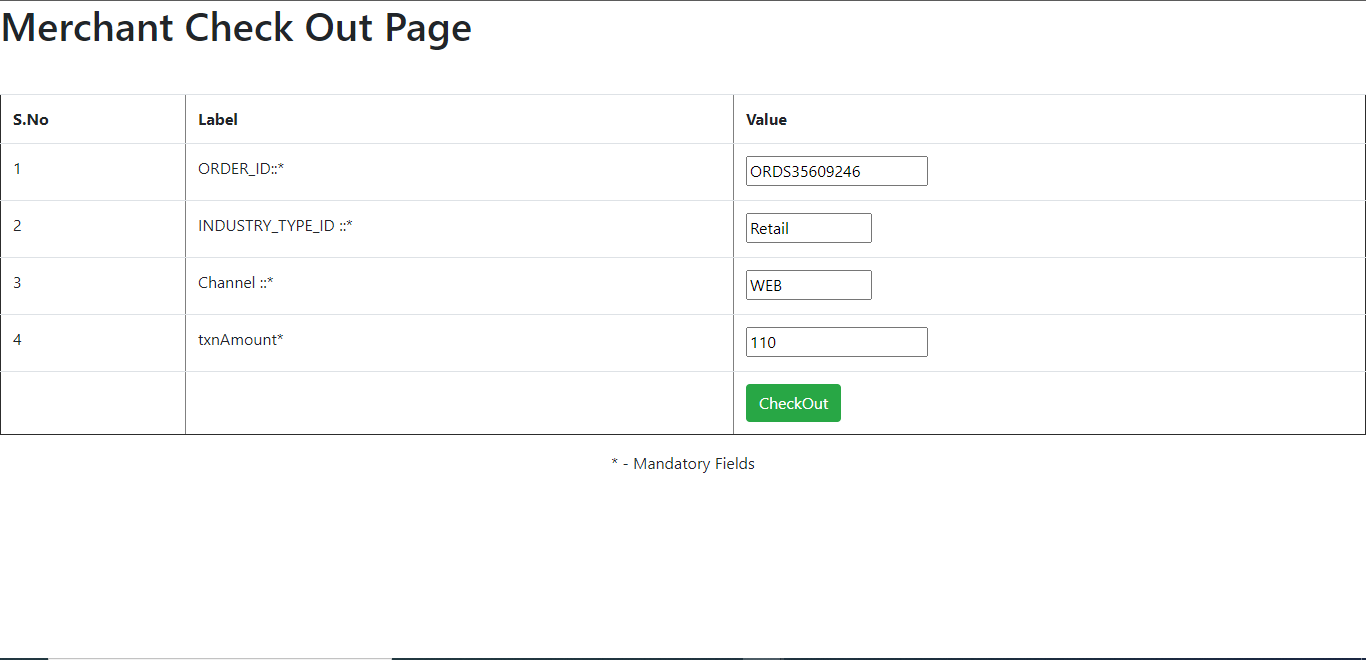 Merchant Check Out Page
S.No Label Value
1 ORDER_ID::* ORDS35609246
2 INDUSTRY_TYPE_ID ::* Retail
3 Channel ::* WEB
4 txnAmount* 110
CheckOut
* - Mandatory Fields